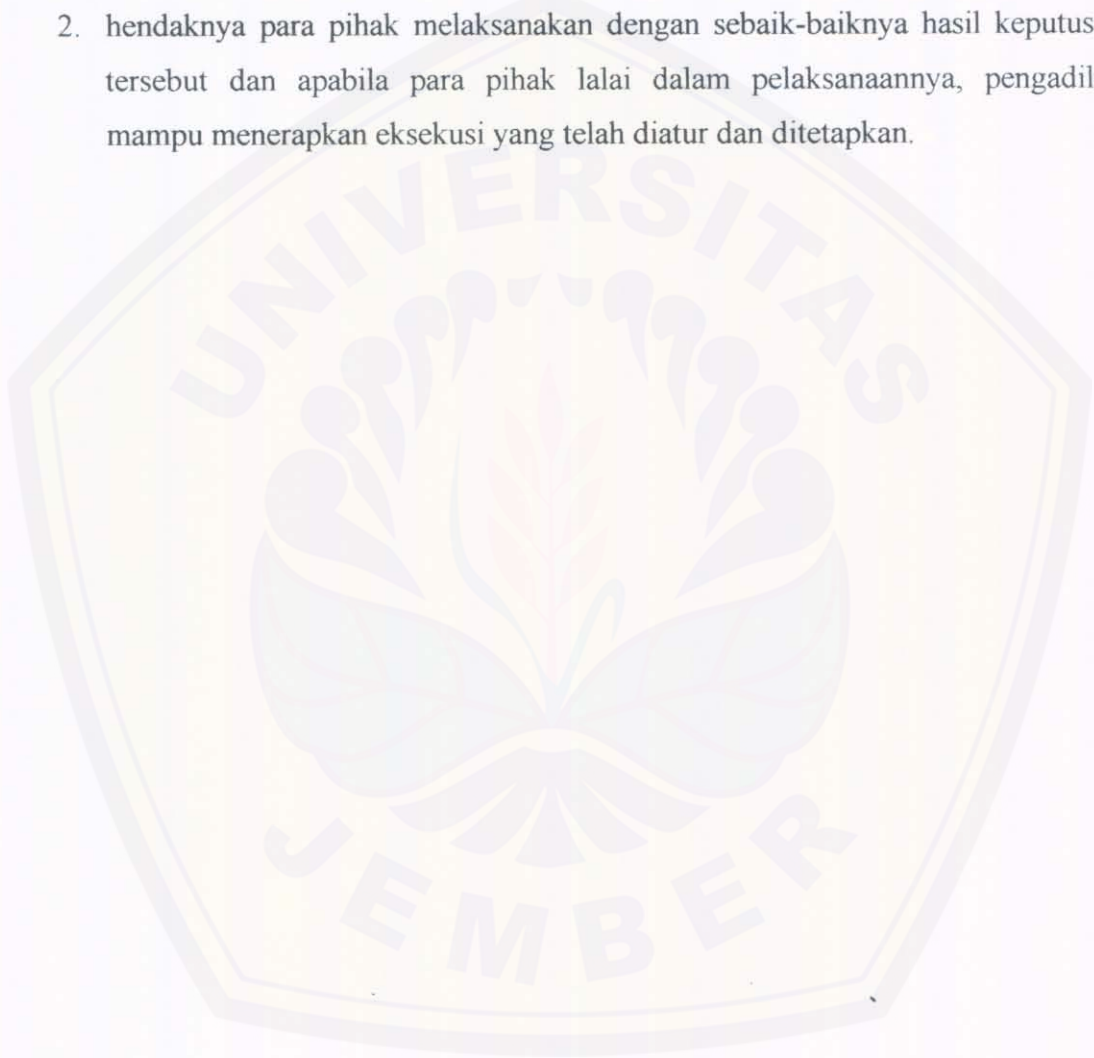 2. hendaknya para pihak melaksanakan dengan sebaik-baiknya hasil keputus
tersebut dan apabila para pihak lalai dalam pelaksanaannya, pengadil
mampu menerapkan eksekusi yang telah diatur dan ditetapkan.
UNIVERSITAS
JEMBER